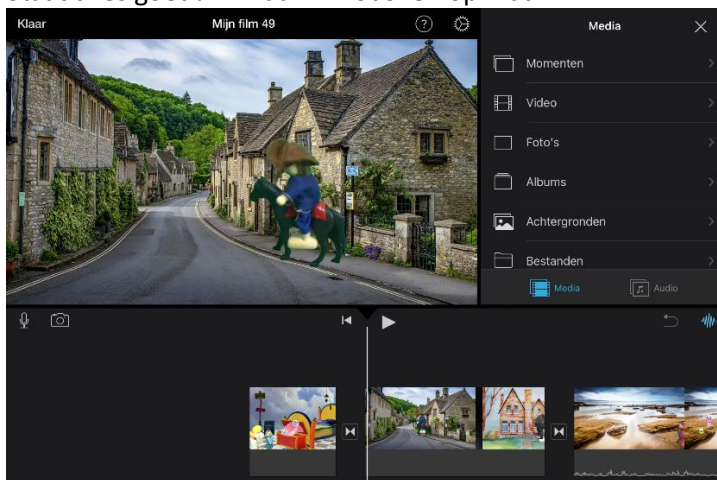 Klaar
Mijn film 49
?
Media
Momenten
Video
Foto's
Albums
Achtergronden
Bestanden
Media
Audio